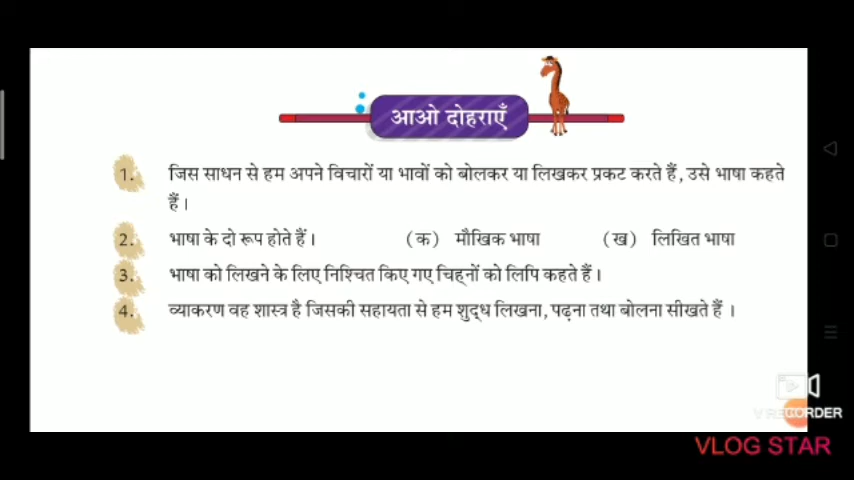 आओ दोहराएँ
1. जिस साधन से हम अपने विचारों या भावों को बोलकर या लिखकर प्रकट करते हैं, उसे भाषा कहते
हैं।
2. भाषा के दो रूप होते हैं। (क) मौखिक भाषा (ख) लिखित भाषा
3. भाषा को लिखने के लिए निश्चित किए गए चिह्नों को लिपि कहते हैं।
4. व्याकरण वह शास्त्र है जिसकी सहायता से हम शुद्ध लिखना, पढ़ना तथा बोलना सीखते हैं।
V RECORDER
VLOG STAR